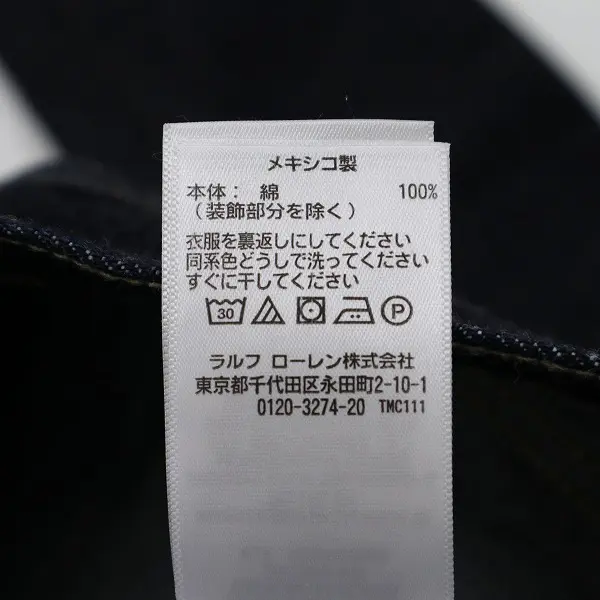 メキシコ製
本体： 綿 100%
（装飾部分を除く）
衣服を裏返しにしてください
同系色どうしで洗ってください
すぐに干してください
30 P
ラルフ ローレン株式会社
東京都千代田区永田町2-10-1
0120-3274-20 TMC111